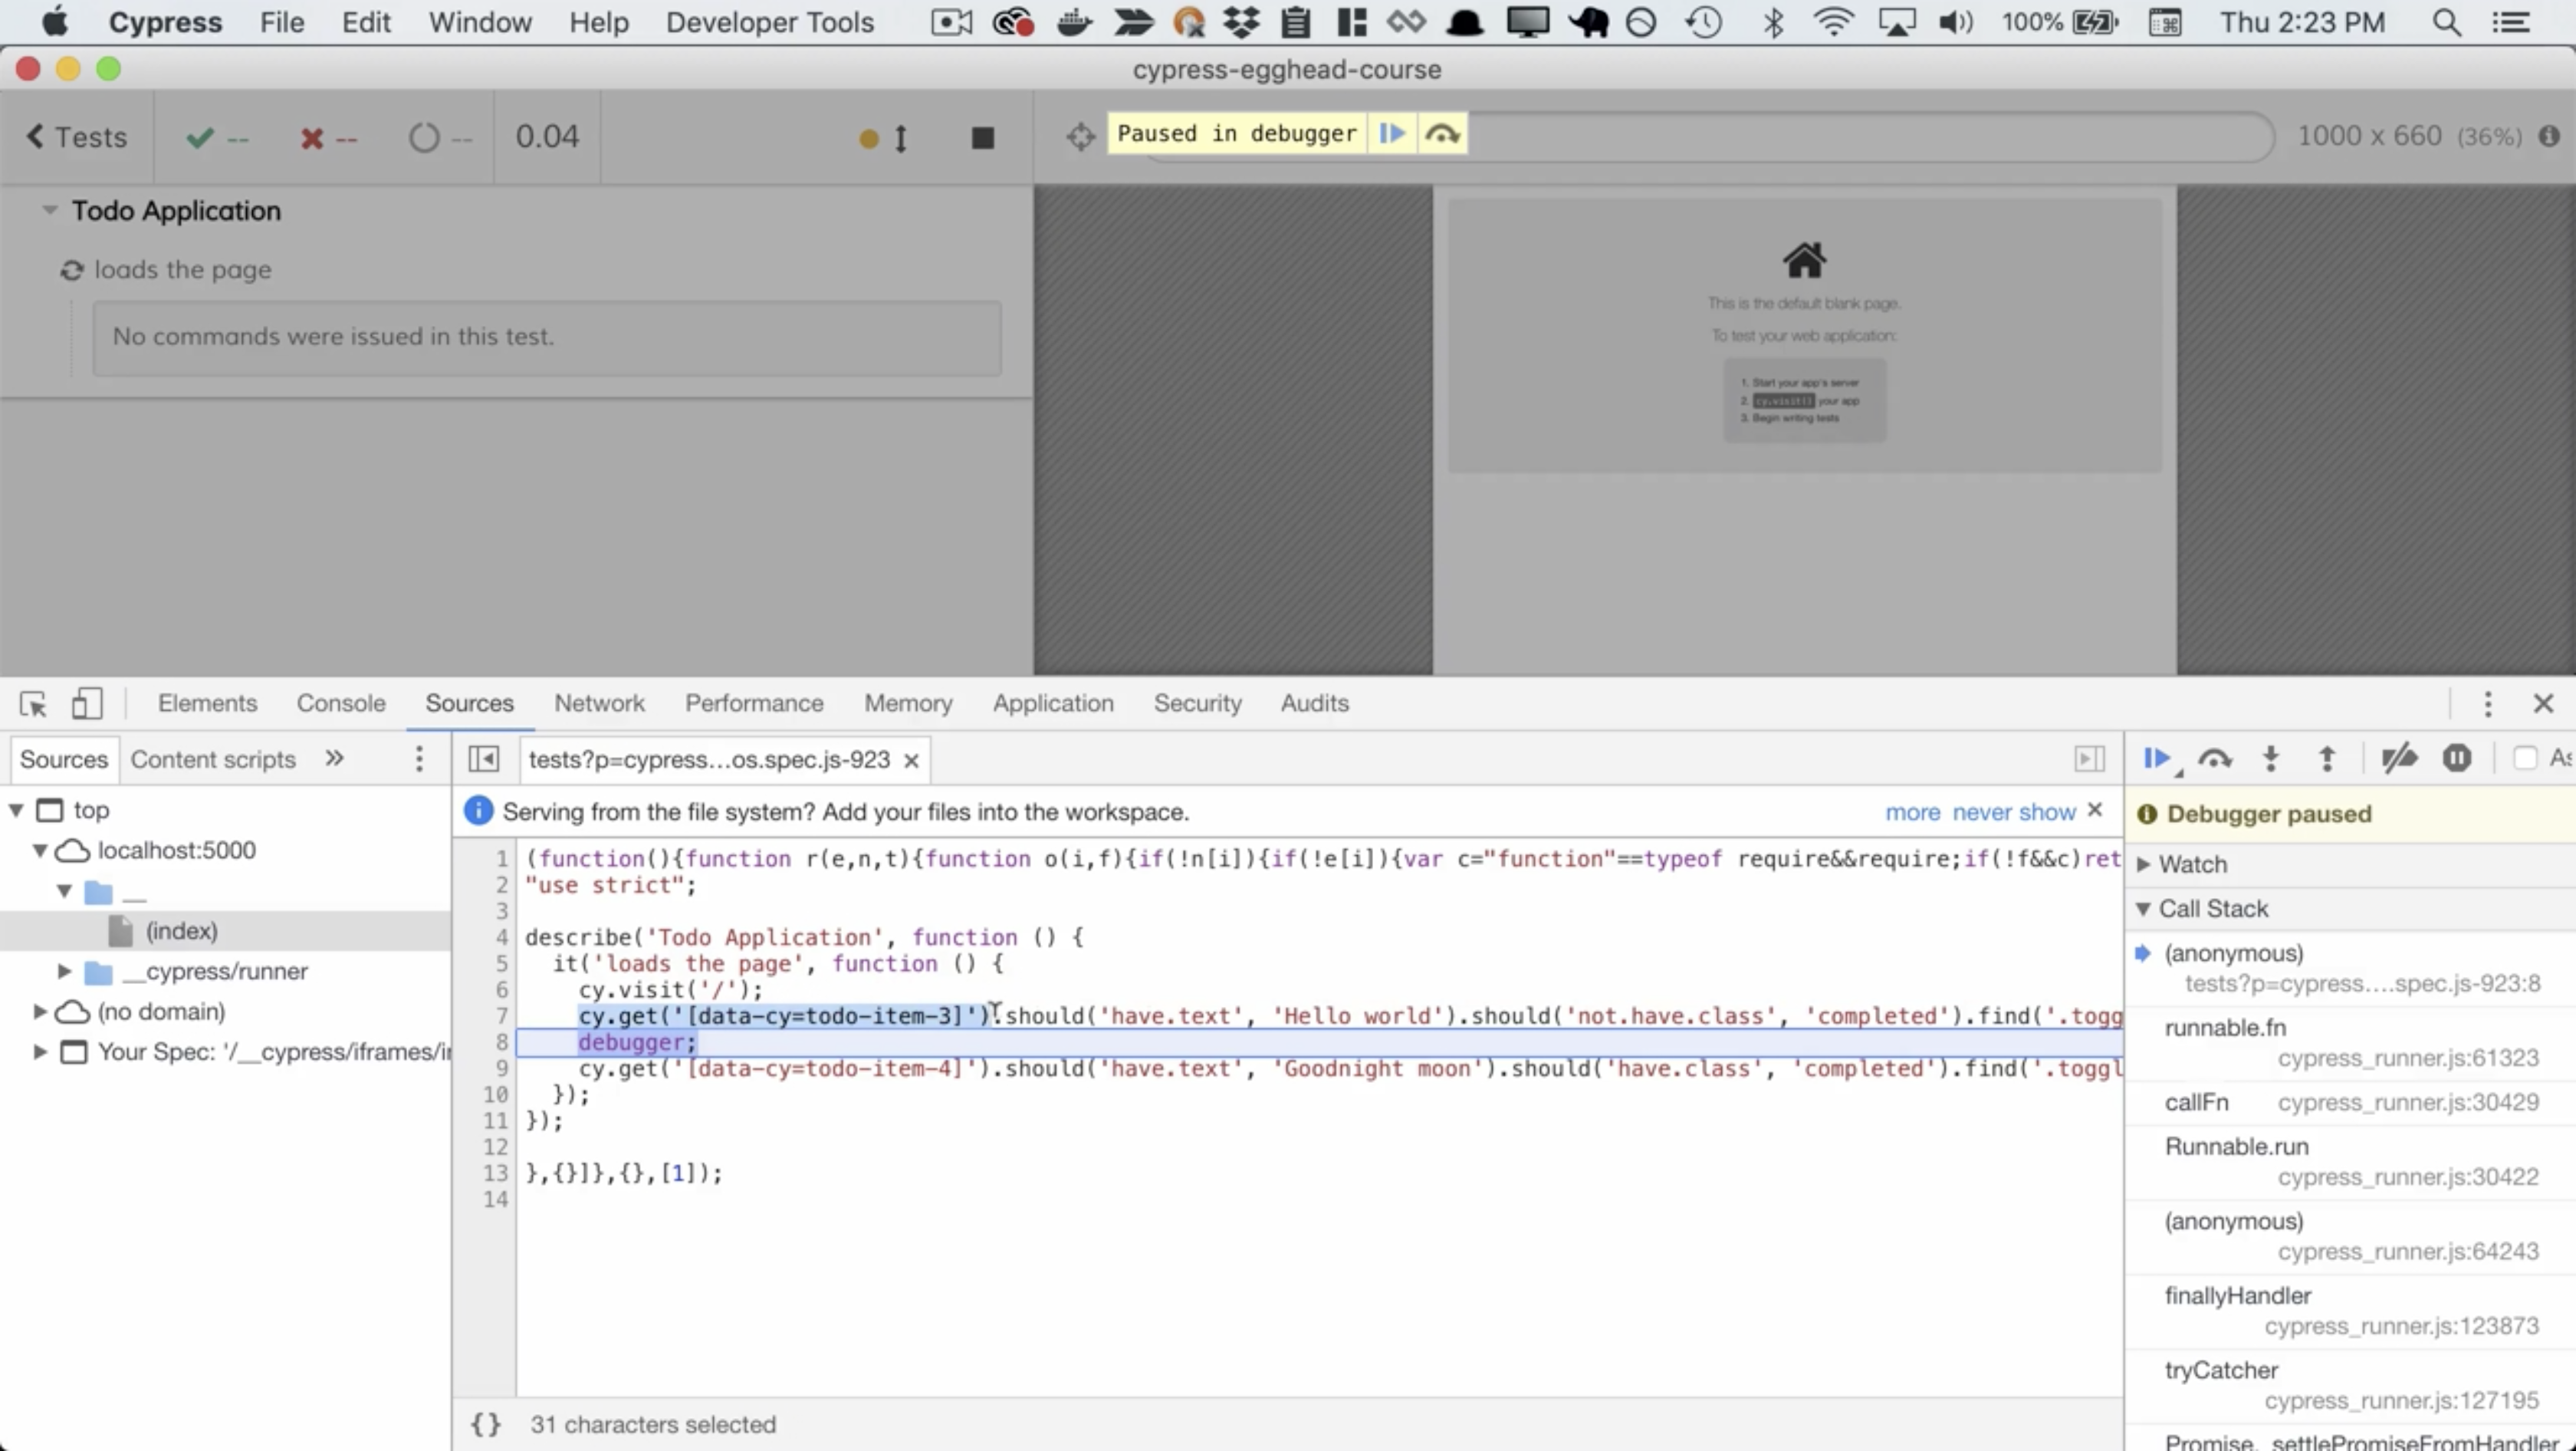 Cypress File Edit Window Help Developer Tools 100% Thu 2:23 PM
cypress-egghead-course
Tests -- -- -- 0.04 Paused in debugger 1000 x 660 (36%)
Todo Application
loads the page
No commands were issued in this test.
This is the default blank page.
To test your web application:
1. Start your app's server
2. cy.visit() your app
3. Begin writing tests
Elements Console Sources Network Performance Memory Application Security Audits
Sources Content scripts »
top
localhost:5000
__
(index)
__cypress/runner
(no domain)
Your Spec: '/__cypress/iframes/i
tests?p=cypress...os.spec.js-923
Serving from the file system? Add your files into the workspace. more never show
1 (function(){function r(e,n,t){function o(i,f){if(!n[i]){if(!e[i]){var c="function"==typeof require&&require;if(!f&&c)ret
2 "use strict";
3
4 describe('Todo Application', function () {
5 it('loads the page', function () {
6 cy.visit('/');
7 cy.get('[data-cy=todo-item-3]').should('have.text', 'Hello world').should('not.have.class', 'completed').find('.togg
8 debugger;
9 cy.get('[data-cy=todo-item-4]').should('have.text', 'Goodnight moon').should('have.class', 'completed').find('.toggl
10 });
11 });
12
13 },{}]},{},[1]);
14
{} 31 characters selected
As
Debugger paused
Watch
Call Stack
(anonymous)
tests?p=cypress....spec.js-923:8
runnable.fn
cypress_runner.js:61323
callFn cypress_runner.js:30429
Runnable.run
cypress_runner.js:30422
(anonymous)
cypress_runner.js:64243
finallyHandler
cypress_runner.js:123873
tryCatcher
cypress_runner.js:127195
Promise._settlePromiseFromHandler